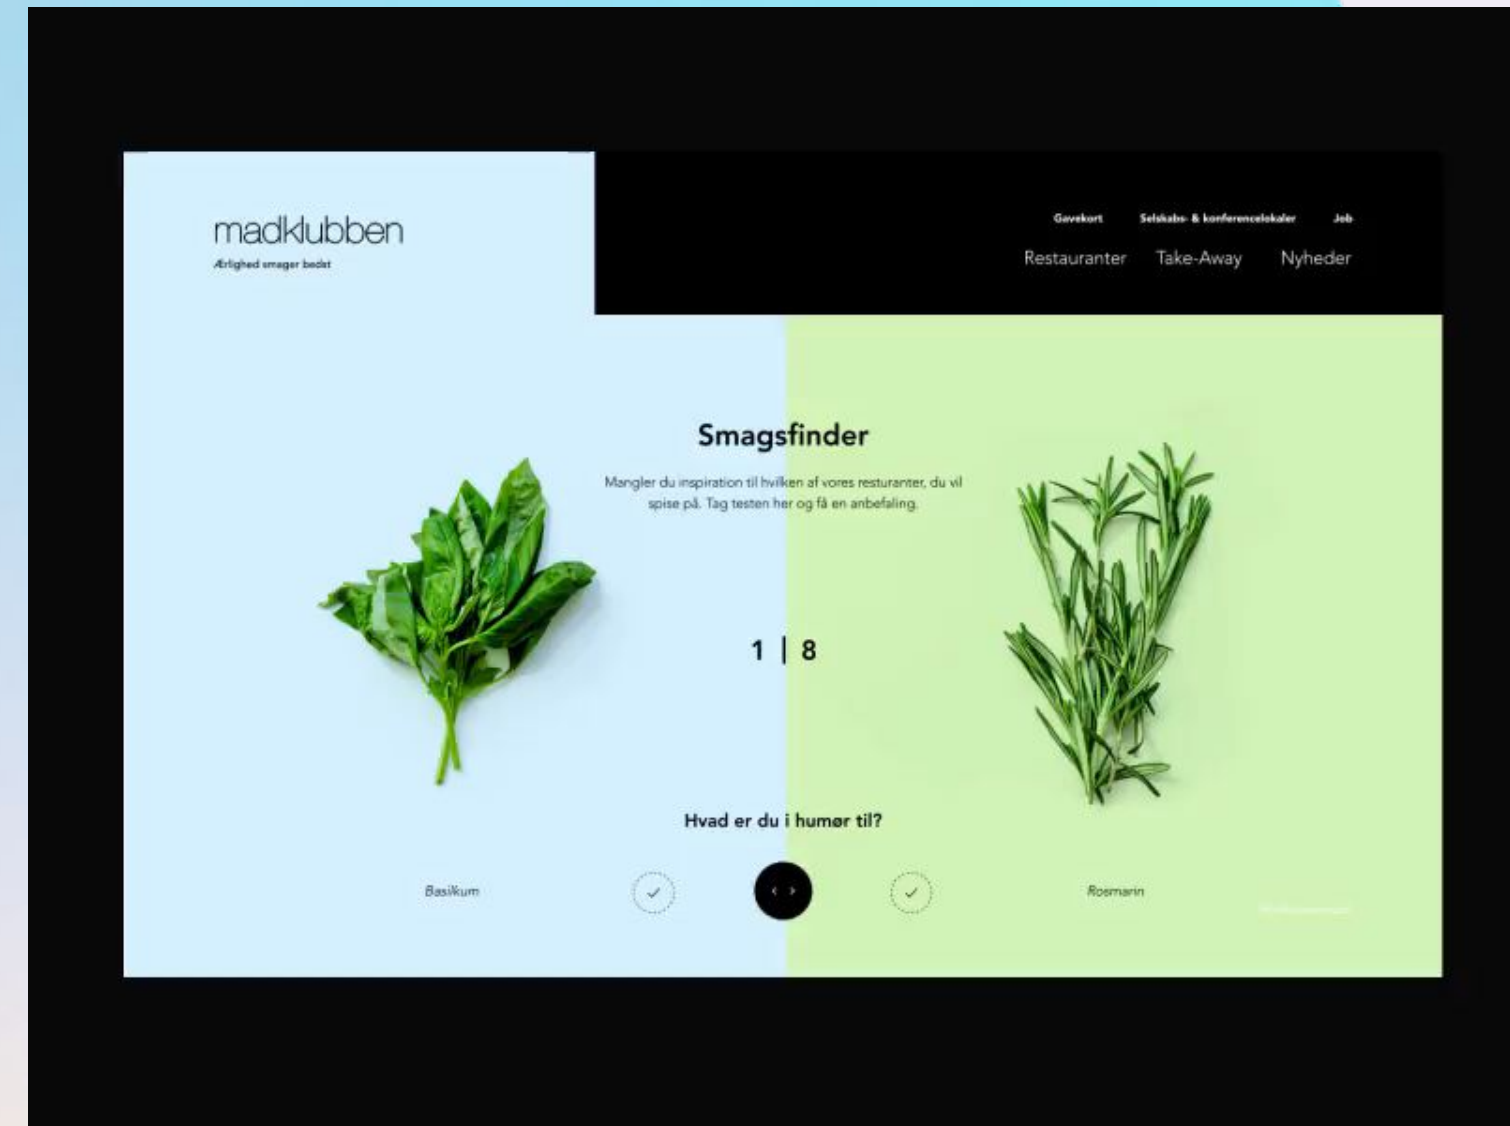 madklubben
Ærlighed smager bedst
Gavekort Selskabs- & konferencelokaler Job
Restauranter Take-Away Nyheder
Smagsfinder
Mangler du inspiration til hvilken af vores resturanter, du vil
spise på. Tag testen her og få en anbefaling.
1 | 8
Hvad er du i humør til?
Basilkum
Rosmarin